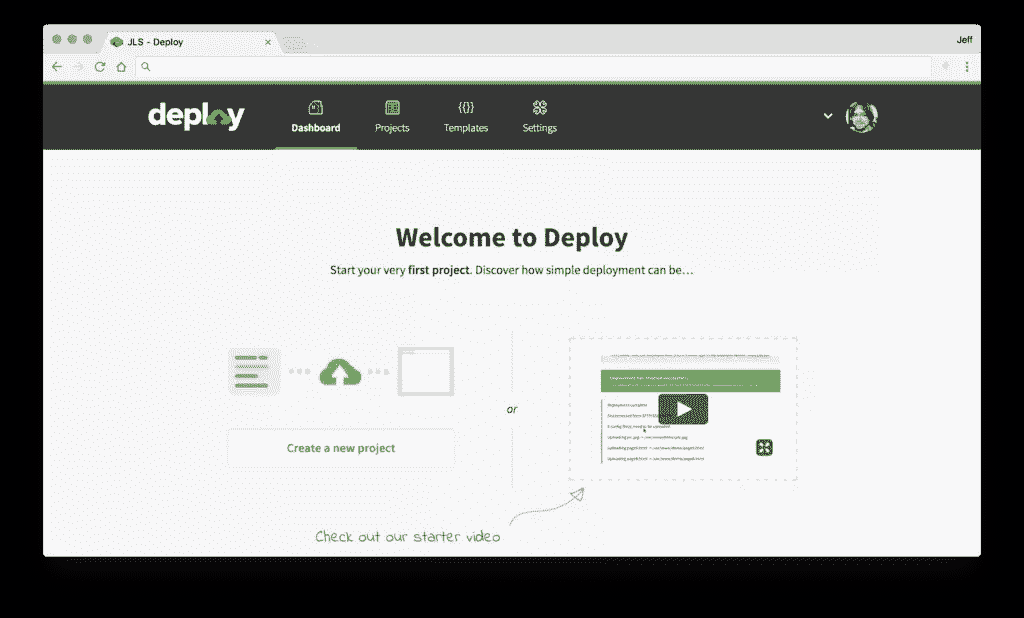 JLS - Deploy
Jeff
deploy
Dashboard
Projects
Templates
Settings
Welcome to Deploy
Start your very first project. Discover how simple deployment can be...
or
Create a new project
Check out our starter video